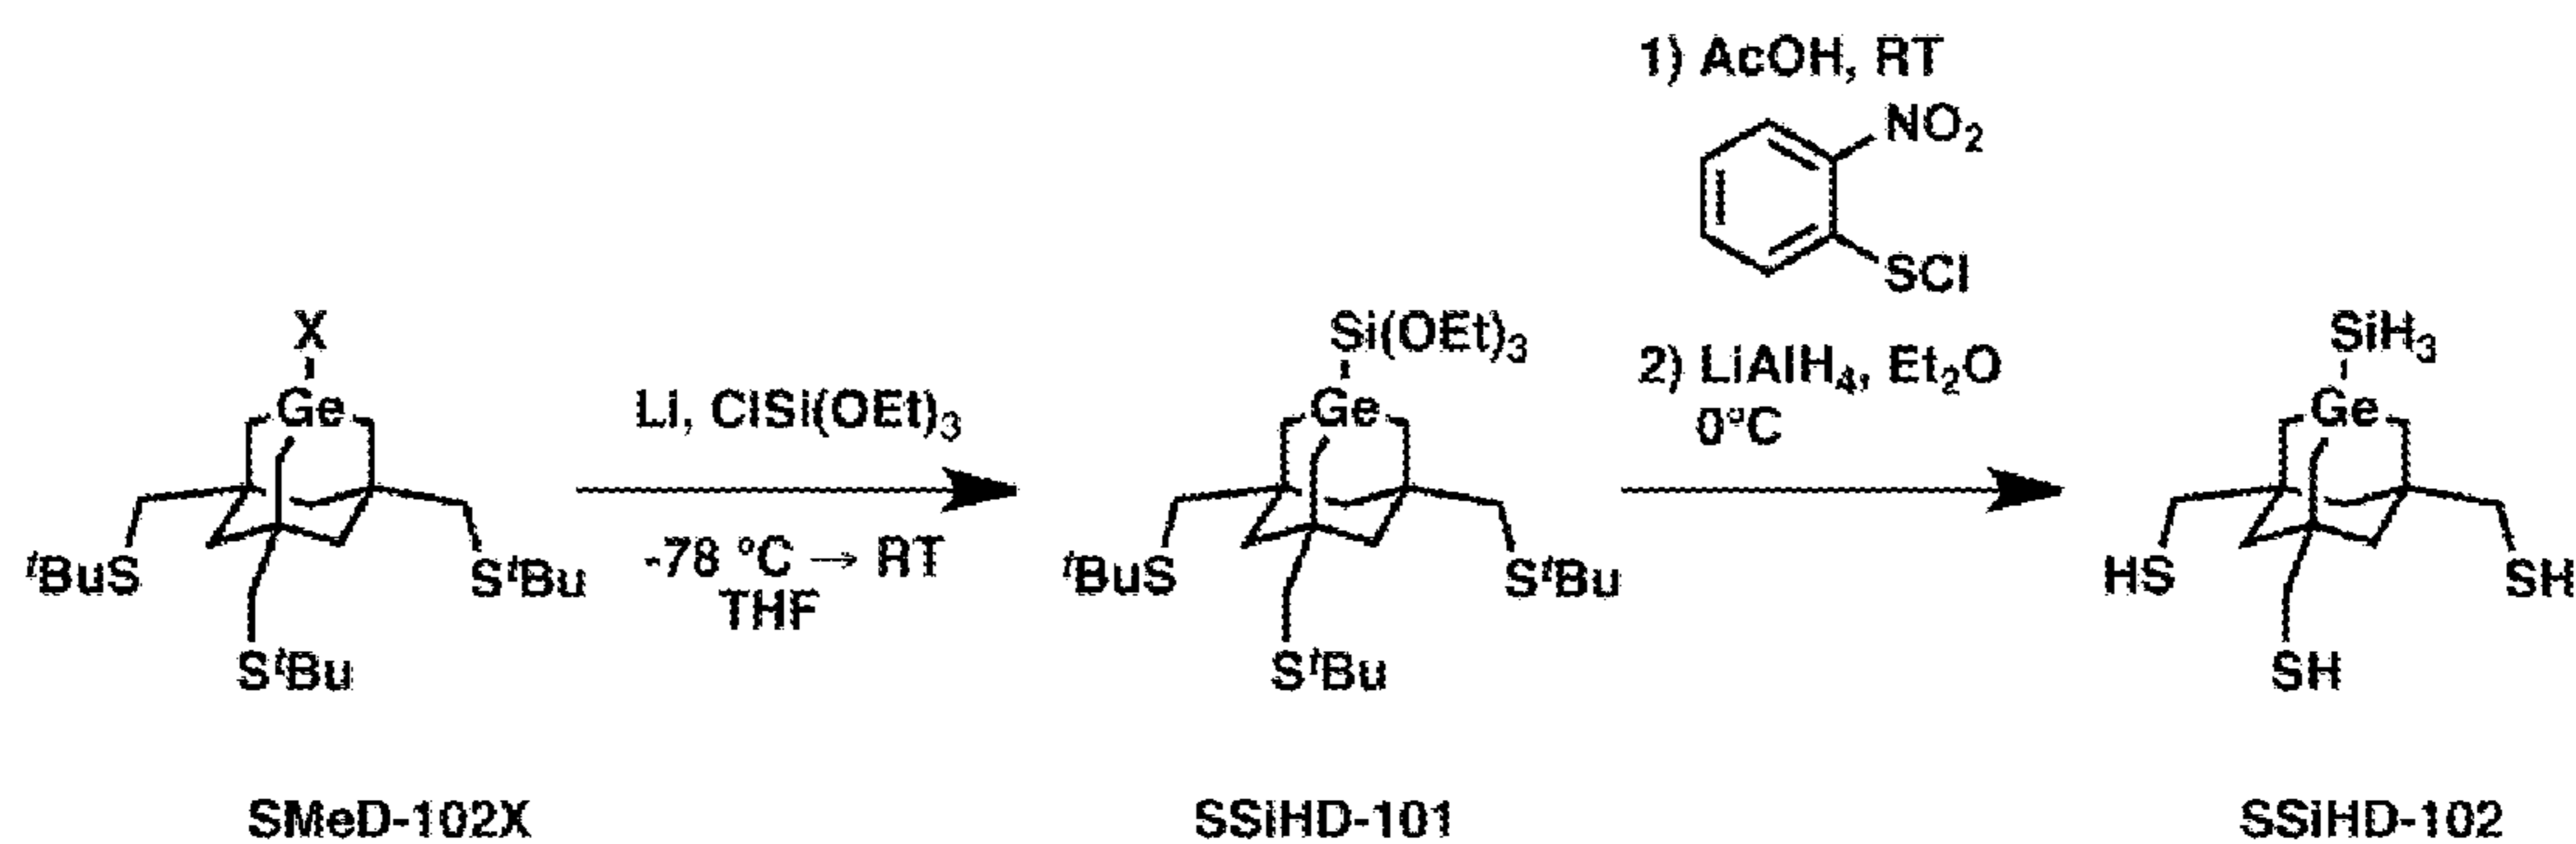 1) AcOH, RT
NO₂
SCl
2) LiAlH₄, Et₂O
0°C
X
Ge
ᵗBuS
SᵗBu
SᵗBu
Li, ClSi(OEt)₃
-78 °C → RT
THF
Si(OEt)₃
Ge
ᵗBuS
SᵗBu
SᵗBu
SiH₃
Ge
HS
SH
SH
SMeD-102X
SSiHD-101
SSiHD-102